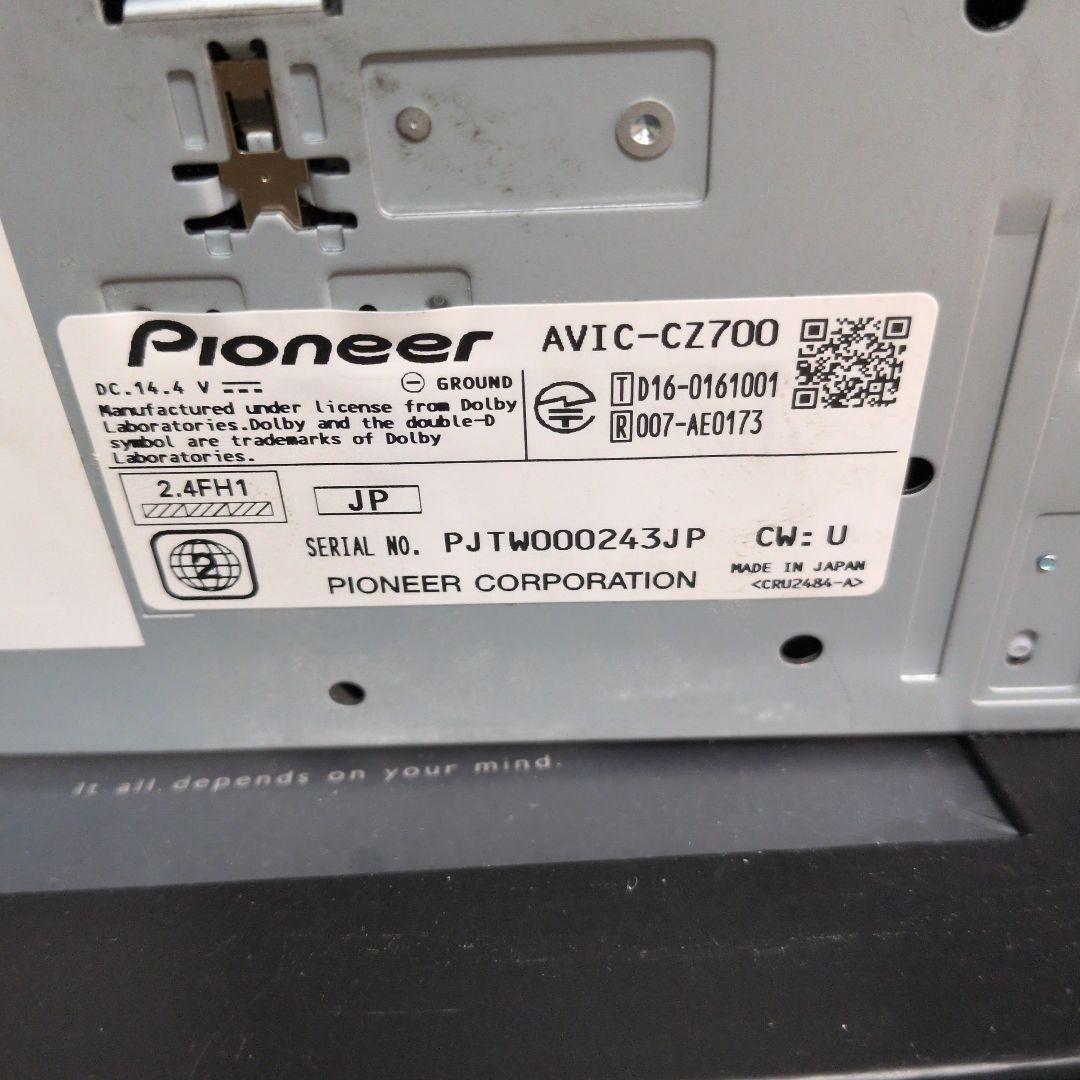 Pioneer
AVIC-CZ700
DC.14.4 V
⊖ GROUND
Manufactured under license from Dolby
Laboratories.Dolby and the double-D
symbol are trademarks of Dolby
Laboratories.
T D16-0161001
R 007-AE0173
2.4FH1
JP
2
SERIAL NO. PJTW000243JP
CW: U
PIONEER CORPORATION
MADE IN JAPAN
<CRU2484-A>
It all depends on your mind.